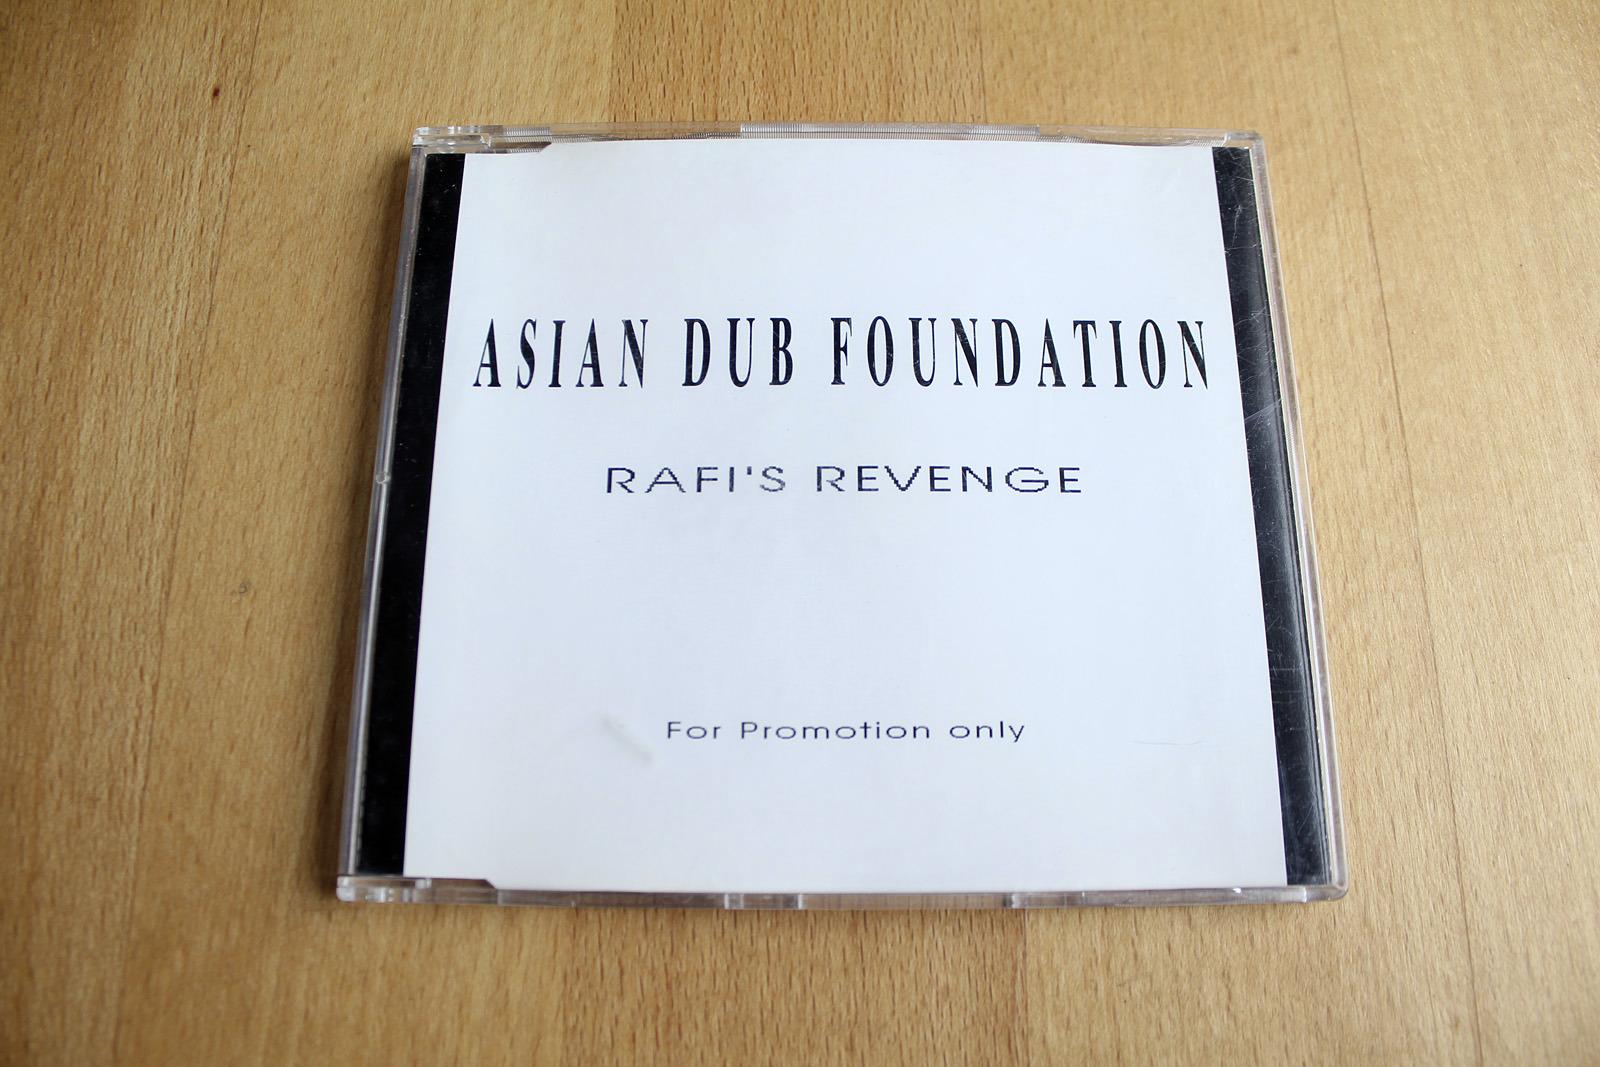 ASIAN DUB FOUNDATION
RAFI'S REVENGE
For Promotion only